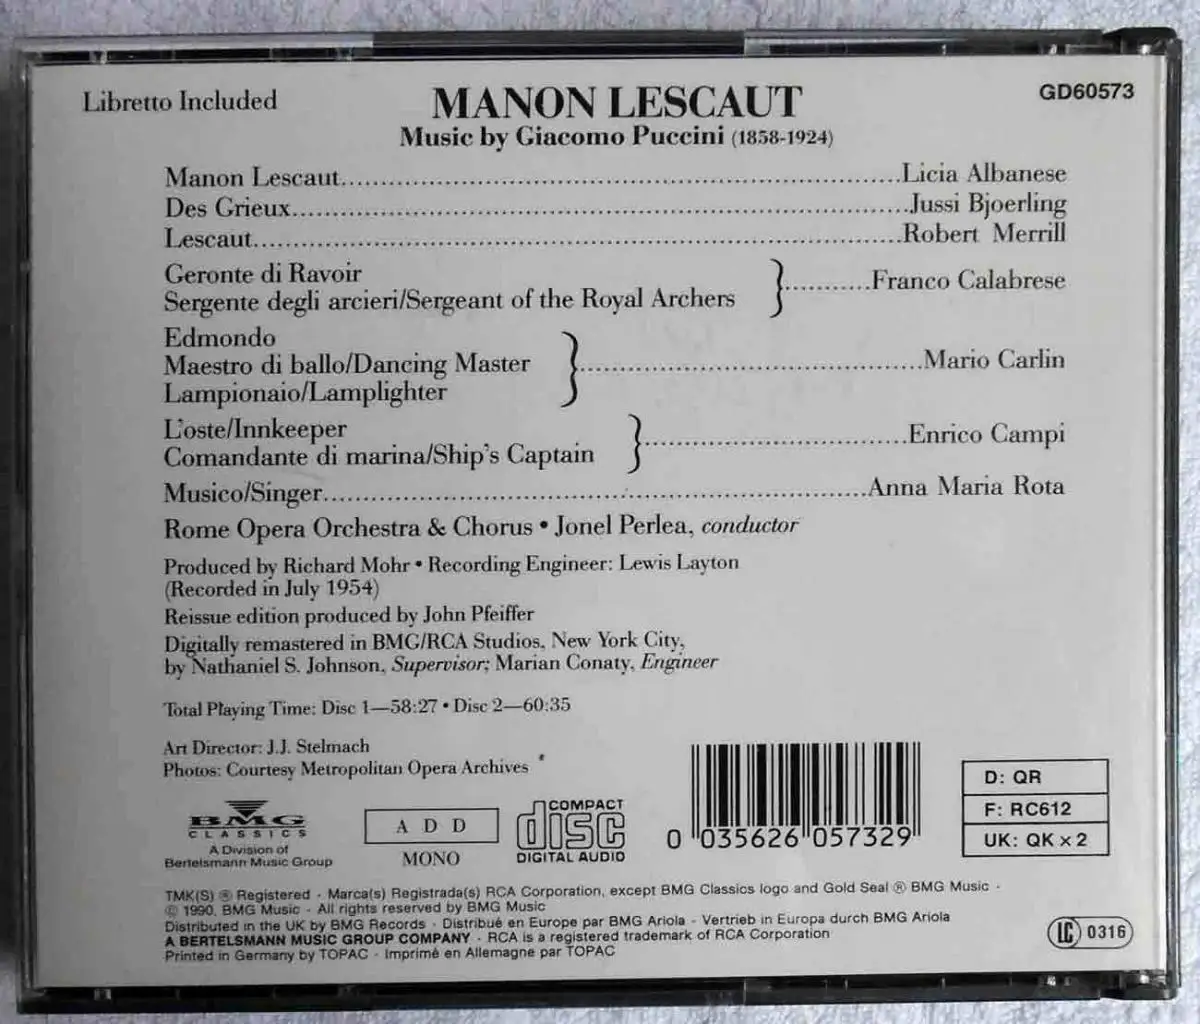 Libretto Included
MANON LESCAUT
GD60573
Music by Giacomo Puccini (1858-1924)
Manon Lescaut........Licia Albanese
Des Grieux........Jussi Bjoerling
Lescaut........Robert Merrill
Geronte di Ravoir
Sergente degli arcieri/Sergeant of the Royal Archers } ........Franco Calabrese
Edmondo
Maestro di ballo/Dancing Master } ........Mario Carlin
Lampionaio/Lamplighter
L'oste/Innkeeper
Comandante di marina/Ship's Captain } ........Enrico Campi
Musico/Singer........Anna Maria Rota
Rome Opera Orchestra & Chorus • Jonel Perlea, conductor
Produced by Richard Mohr • Recording Engineer: Lewis Layton
(Recorded in July 1954)
Reissue edition produced by John Pfeiffer
Digitally remastered in BMG/RCA Studios, New York City,
by Nathaniel S. Johnson, Supervisor; Marian Conaty, Engineer
Total Playing Time: Disc 1—58:27 • Disc 2—60:35
Art Director: J.J. Stelmach
Photos: Courtesy Metropolitan Opera Archives
BMG
CLASSICS
A Division of
Bertelsmann Music Group
ADD
MONO
COMPACT
disc
DIGITAL AUDIO
0 035626 057329
D: QR
F: RC612
UK: QK x 2
TMK(S) ® Registered · Marca(s) Registrada(s) RCA Corporation, except BMG Classics logo and Gold Seal ® BMG Music ·
© 1990, BMG Music · All rights reserved by BMG Music
Distributed in the UK by BMG Records · Distribué en Europe par BMG Ariola · Vertrieb in Europa durch BMG Ariola
A BERTELSMANN MUSIC GROUP COMPANY · RCA is a registered trademark of RCA Corporation
Printed in Germany by TOPAC · Imprimé en Allemagne par TOPAC
LC 0316